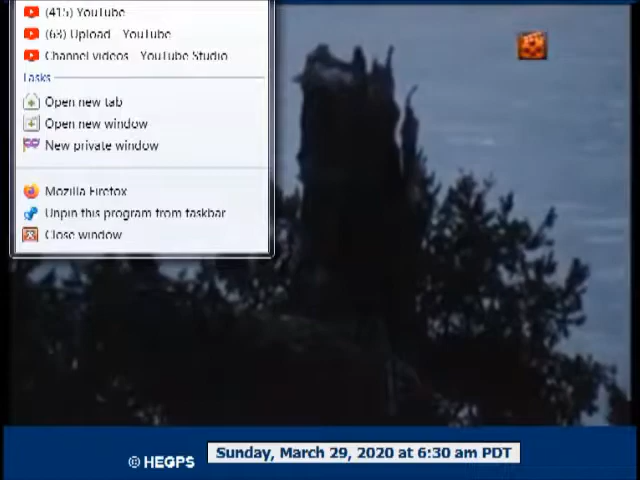 (415) YouTube
(63) Upload - YouTube
Channel videos - YouTube Studio
Tasks
Open new tab
Open new window
New private window
Mozilla Firefox
Unpin this program from taskbar
Close window
HEGPS
Sunday, March 29, 2020 at 6:30 am PDT